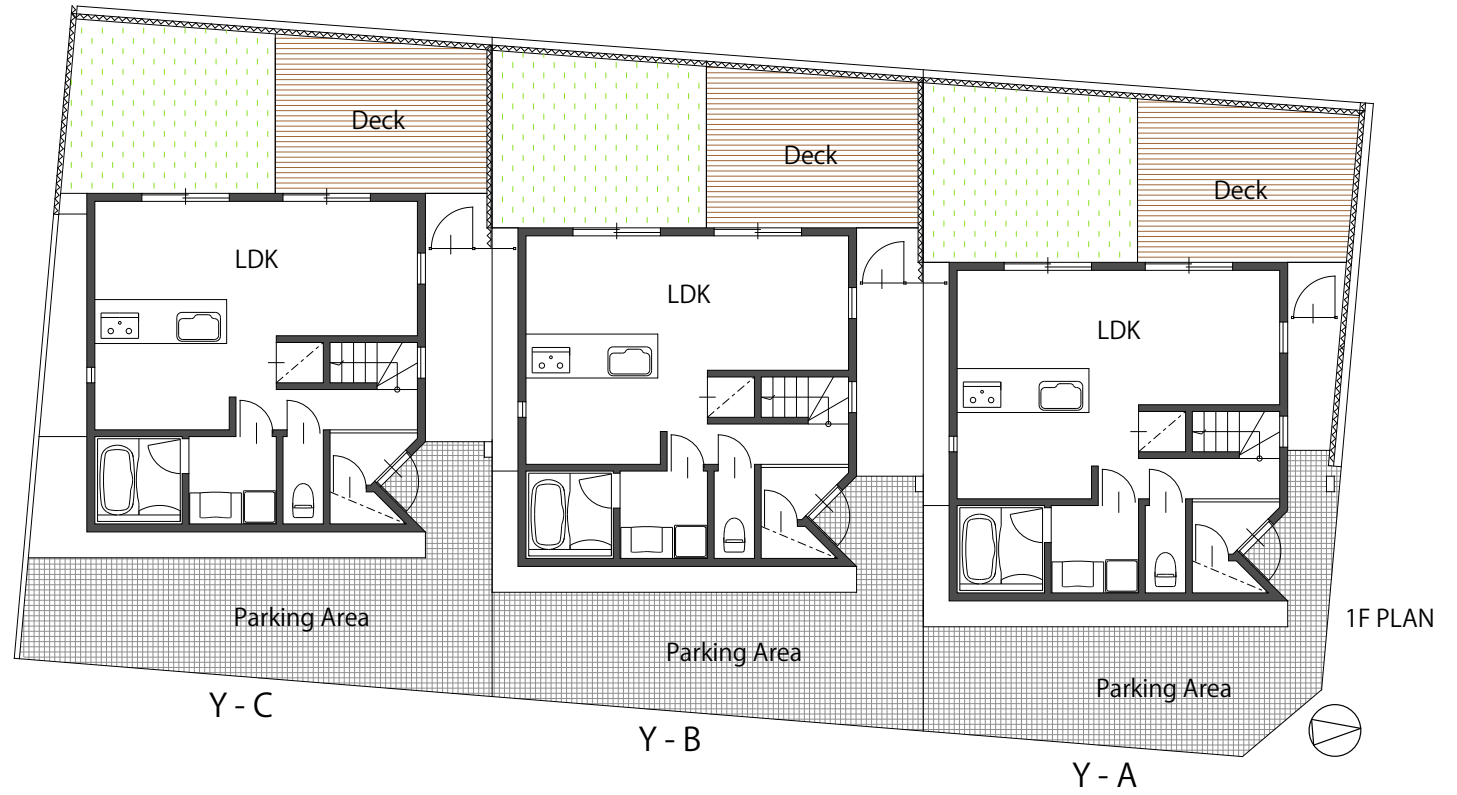 Deck
Deck
Deck
LDK
LDK
LDK
Parking Area
Parking Area
Parking Area
1F PLAN
Y - C
Y - B
Y - A